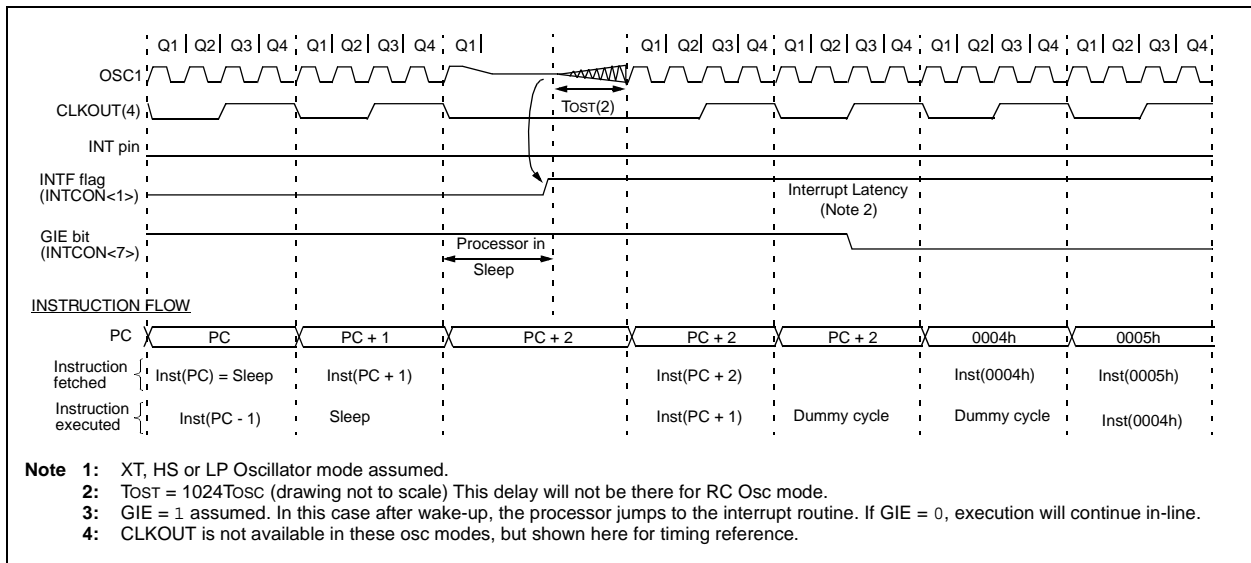 Q1 Q2 Q3 Q4 Q1 Q2 Q3 Q4 Q1 Q1 Q2 Q3 Q4 Q1 Q2 Q3 Q4 Q1 Q2 Q3 Q4 Q1 Q2 Q3 Q4
OSC1
TOST(2)
CLKOUT(4)
INT pin
INTF flag
(INTCON<1>)
Interrupt Latency
(Note 2)
GIE bit
(INTCON<7>)
Processor in
Sleep
INSTRUCTION FLOW
PC PC PC + 1 PC + 2 PC + 2 PC + 2 0004h 0005h
Instruction
fetched
Inst(PC) = Sleep Inst(PC + 1) Inst(PC + 2) Inst(0004h) Inst(0005h)
Instruction
executed
Inst(PC - 1) Sleep Inst(PC + 1) Dummy cycle Dummy cycle Inst(0004h)
Note 1: XT, HS or LP Oscillator mode assumed.
2: TOST = 1024TOSC (drawing not to scale) This delay will not be there for RC Osc mode.
3: GIE = 1 assumed. In this case after wake-up, the processor jumps to the interrupt routine. If GIE = 0, execution will continue in-line.
4: CLKOUT is not available in these osc modes, but shown here for timing reference.